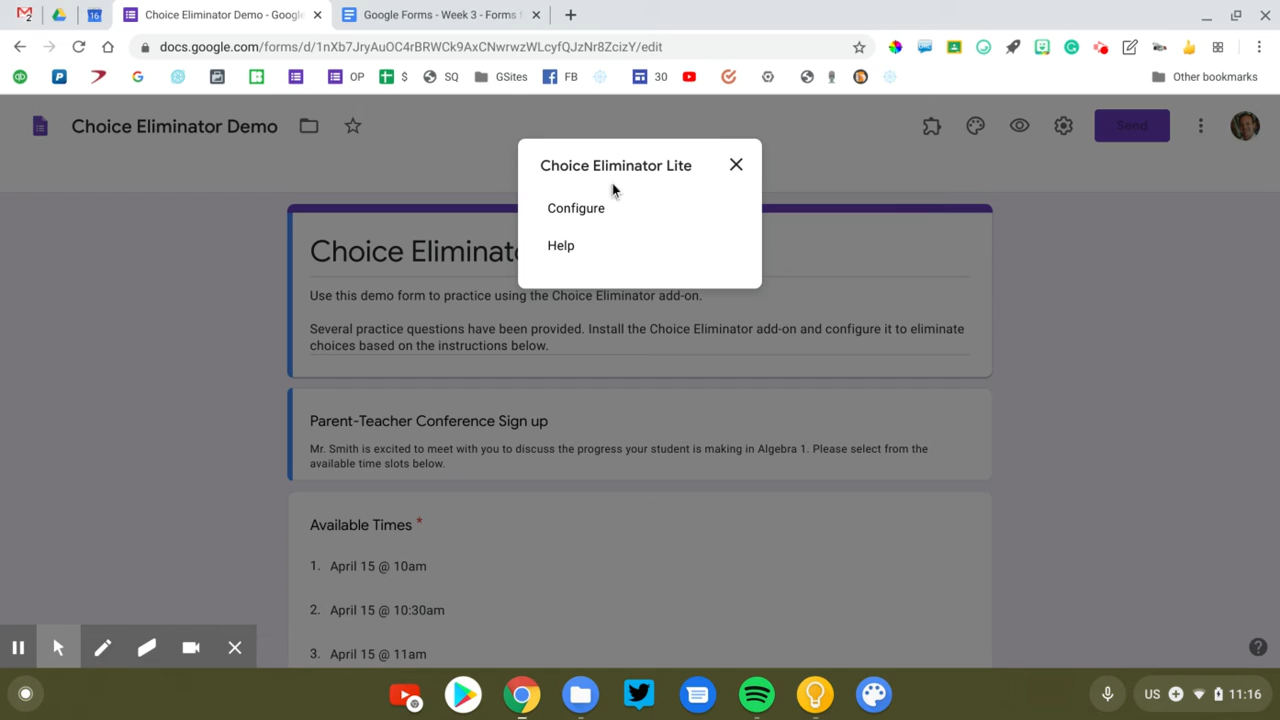 Choice Eliminator Demo - Google
Google Forms - Week 3 - Forms f
docs.google.com/forms/d/1nXb7JryAuOC4rBRWCk9AxCNwrwzWLcyfQJzNr8ZcizY/edit
OP
$
SQ
GSites
FB
30
Other bookmarks
Choice Eliminator Demo
Send
Choice Eliminator Lite
Configure
Help
Choice Eliminato
Use this demo form to practice using the Choice Eliminator add-on.
Several practice questions have been provided. Install the Choice Eliminator add-on and configure it to eliminate
choices based on the instructions below.
Parent-Teacher Conference Sign up
Mr. Smith is excited to meet with you to discuss the progress your student is making in Algebra 1. Please select from the
available time slots below.
Available Times *
1. April 15 @ 10am
2. April 15 @ 10:30am
3. April 15 @ 11am
US
11:16